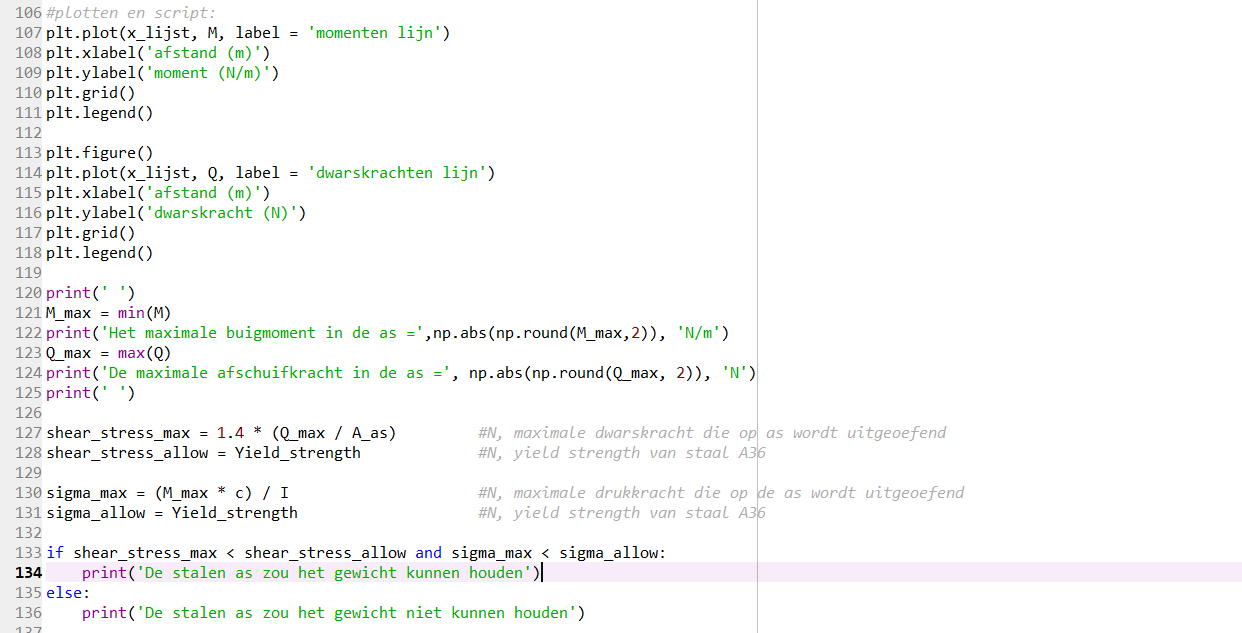 106 #plotten en script:
107 plt.plot(x_lijst, M, label = 'momenten lijn')
108 plt.xlabel('afstand (m)')
109 plt.ylabel('moment (N/m)')
110 plt.grid()
111 plt.legend()
112
113 plt.figure()
114 plt.plot(x_lijst, Q, label = 'dwarskrachten lijn')
115 plt.xlabel('afstand (m)')
116 plt.ylabel('dwarskracht (N)')
117 plt.grid()
118 plt.legend()
119
120 print(' ')
121 M_max = min(M)
122 print('Het maximale buigmoment in de as =',np.abs(np.round(M_max,2)), 'N/m')
123 Q_max = max(Q)
124 print('De maximale afschuifkracht in de as =', np.abs(np.round(Q_max, 2)), 'N')
125 print(' ')
126
127 shear_stress_max = 1.4 * (Q_max / A_as) #N, maximale dwarskracht die op as wordt uitgeoefend
128 shear_stress_allow = Yield_strength #N, yield strength van staal A36
129
130 sigma_max = (M_max * c) / I #N, maximale drukkracht die op de as wordt uitgeoefend
131 sigma_allow = Yield_strength #N, yield strength van staal A36
132
133 if shear_stress_max < shear_stress_allow and sigma_max < sigma_allow:
134     print('De stalen as zou het gewicht kunnen houden')
135 else:
136     print('De stalen as zou het gewicht niet kunnen houden')
137